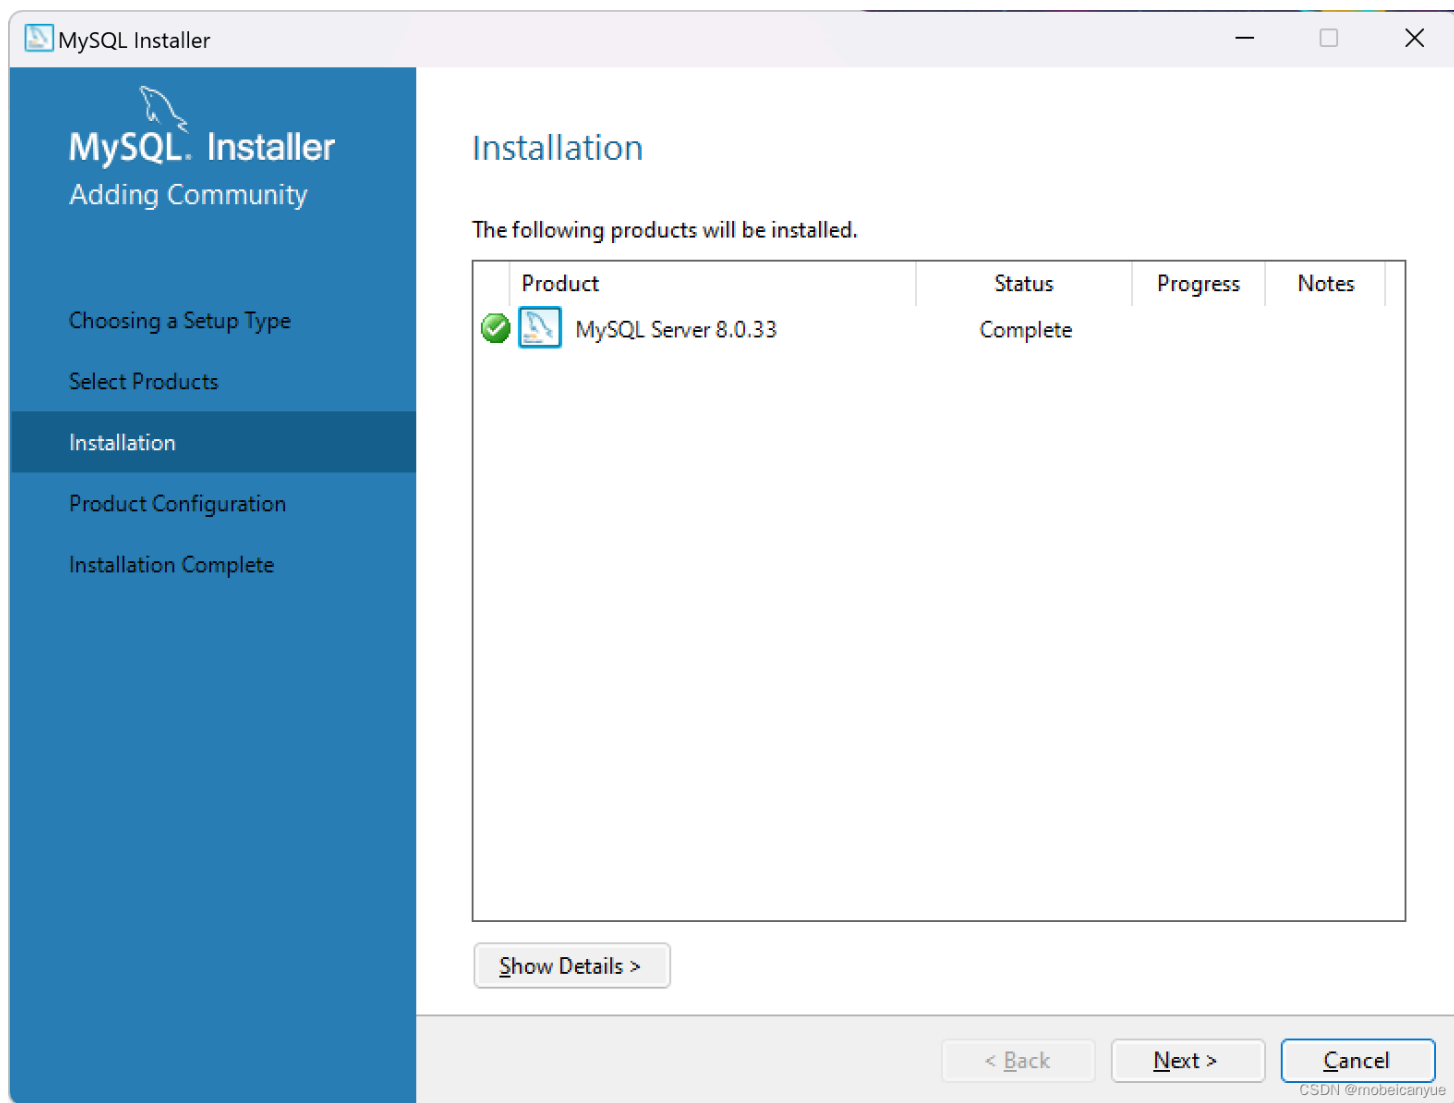 MySQL Installer
MySQL. Installer
Adding Community
Choosing a Setup Type
Select Products
Installation
Product Configuration
Installation Complete
Installation
The following products will be installed.
Product Status Progress Notes
MySQL Server 8.0.33 Complete
Show Details >
< Back Next > Cancel
CSDN @mobeicanyue